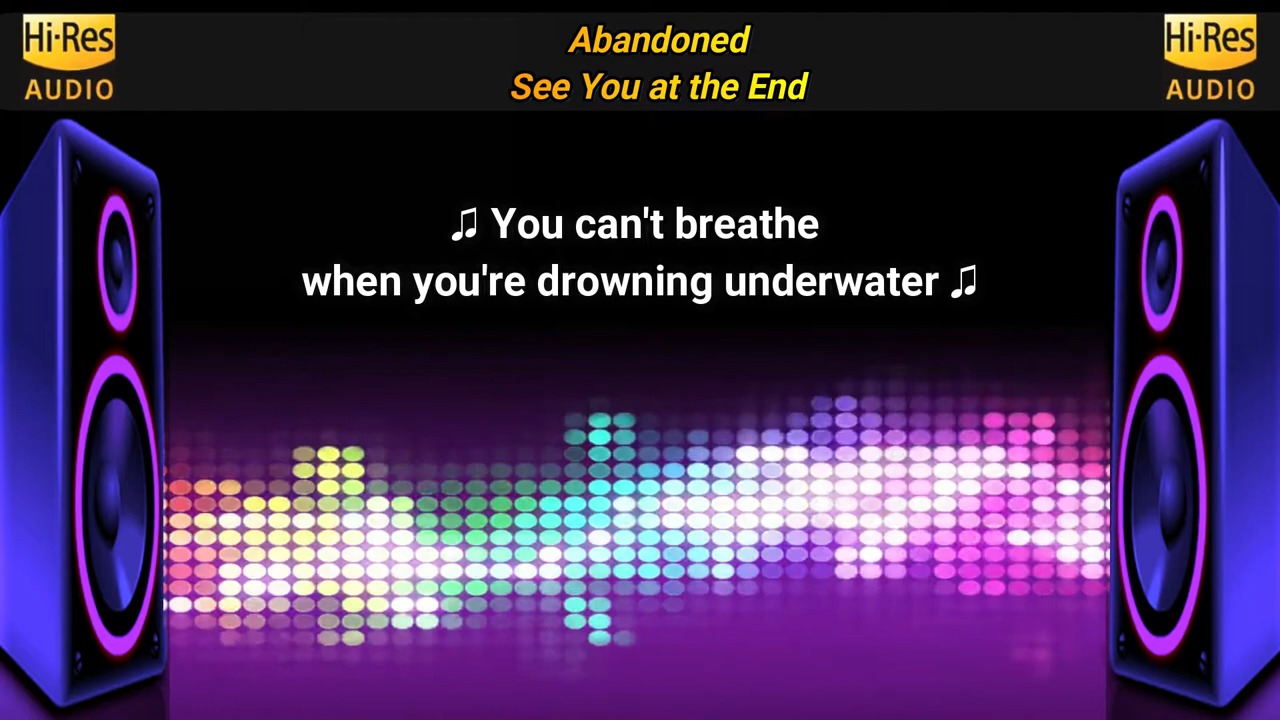 Hi-Res
AUDIO
Abandoned
See You at the End
Hi-Res
AUDIO
♫ You can't breathe
when you're drowning underwater ♫